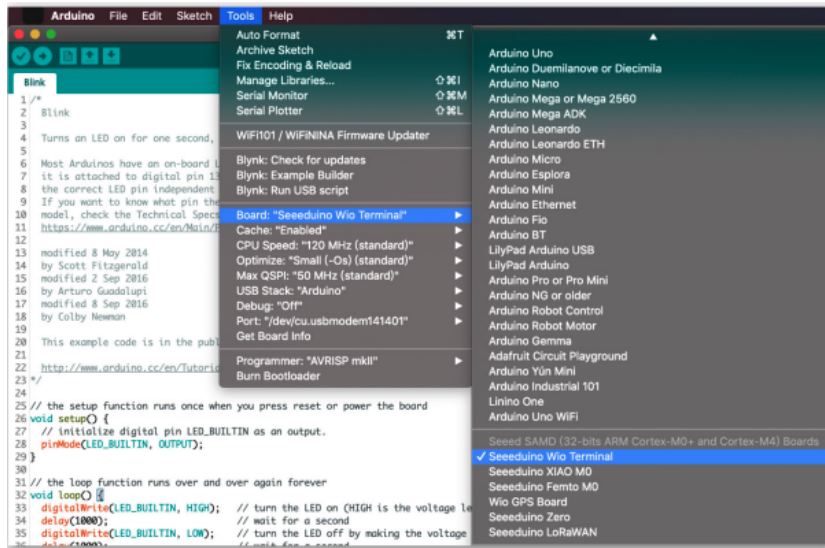 Arduino File Edit Sketch Tools Help
Blink
1 /*
2 Blink
3
4 Turns an LED on for one second,
5
6 Most Arduinos have an on-board
7 it is attached to digital pin
8 the correct LED pin independent
9 If you want to know what pin the
10 model, check the Technical Specs
11 https://www.arduino.cc/en/Main/
12
13 modified 8 May 2014
14 by Scott Fitzgerald
15 modified 2 Sep 2016
16 by Arturo Guadalupi
17 modified 8 Sep 2016
18 by Colby Newman
19
20 This example code is in the publ
21
22 http://www.arduino.cc/en/Tutoria
23 */
24
25 // the setup function runs once when you press reset or power the board
26 void setup() {
27 // initialize digital pin LED_BUILTIN as an output.
28 pinMode(LED_BUILTIN, OUTPUT);
29 }
30
31 // the loop function runs over and over again forever
32 void loop() {
33 digitalWrite(LED_BUILTIN, HIGH); // turn the LED on (HIGH is the voltage le
34 delay(1000); // wait for a second
35 digitalWrite(LED_BUILTIN, LOW); // turn the LED off by making the voltage
Auto Format ⌘T
Archive Sketch
Fix Encoding & Reload
Manage Libraries... ⇧⌘I
Serial Monitor ⇧⌘M
Serial Plotter ⇧⌘L
WiFi101 / WiFiNINA Firmware Updater
Blynk: Check for updates
Blynk: Example Builder
Blynk: Run USB script
Board: "Seeeduino Wio Terminal"
Cache: "Enabled"
CPU Speed: "120 MHz (standard)"
Optimize: "Small (-Os) (standard)"
Max QSPI: "50 MHz (standard)"
USB Stack: "Arduino"
Debug: "Off"
Port: "/dev/cu.usbmodem141401"
Get Board Info
Programmer: "AVRISP mkII"
Burn Bootloader
Arduino Uno
Arduino Duemilanove or Diecimila
Arduino Nano
Arduino Mega or Mega 2560
Arduino Mega ADK
Arduino Leonardo
Arduino Leonardo ETH
Arduino Micro
Arduino Esplora
Arduino Mini
Arduino Ethernet
Arduino Fio
Arduino BT
LilyPad Arduino USB
LilyPad Arduino
Arduino Pro or Pro Mini
Arduino NG or older
Arduino Robot Control
Arduino Robot Motor
Arduino Gemma
Adafruit Circuit Playground
Arduino Yún Mini
Arduino Industrial 101
Linino One
Arduino Uno WiFi
Seeed SAMD (32-bits ARM Cortex-M0+ and Cortex-M4) Boards
✓ Seeeduino Wio Terminal
Seeeduino XIAO M0
Seeeduino Femto M0
Wio GPS Board
Seeeduino Zero
Seeeduino LoRaWAN